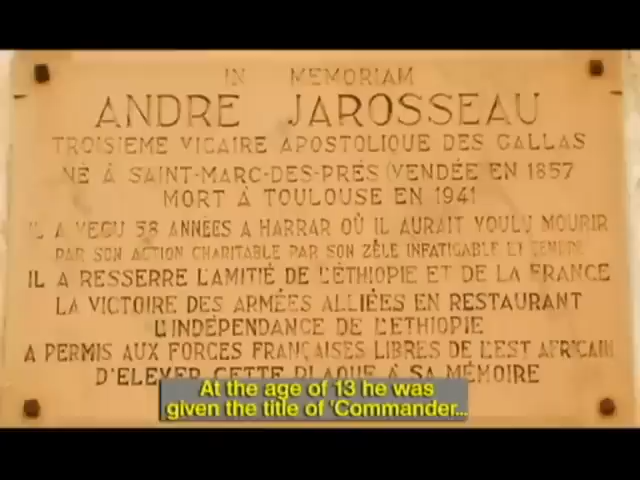 IN MEMORIAM
ANDRE JAROSSEAU
TROISIEME VICAIRE APOSTOLIQUE DES GALLAS
NÉ À SAINT-MARC-DES-PRÉS (VENDÉE EN 1857
MORT À TOULOUSE EN 1941
IL A VECU 58 ANNÉES A HARRAR OÙ IL AURAIT VOULU MOURIR
PAR SON ACTION CHARITABLE PAR SON ZÈLE INFATIGABLE ET
IL A RESSERRE L'AMITIÉ DE L'ÉTHIOPIE ET DE LA FRANCE
LA VICTOIRE DES ARMÉES ALLIÉES EN RESTAURANT
L'INDÉPENDANCE DE L'ETHIOPIE
A PERMIS AUX FORCES FRANÇAISES LIBRES DE L'EST AFRICAIN
D'ELEVER CETTE PLAQUE À SA MÉMOIRE
At the age of 13 he was
given the title of 'Commander...